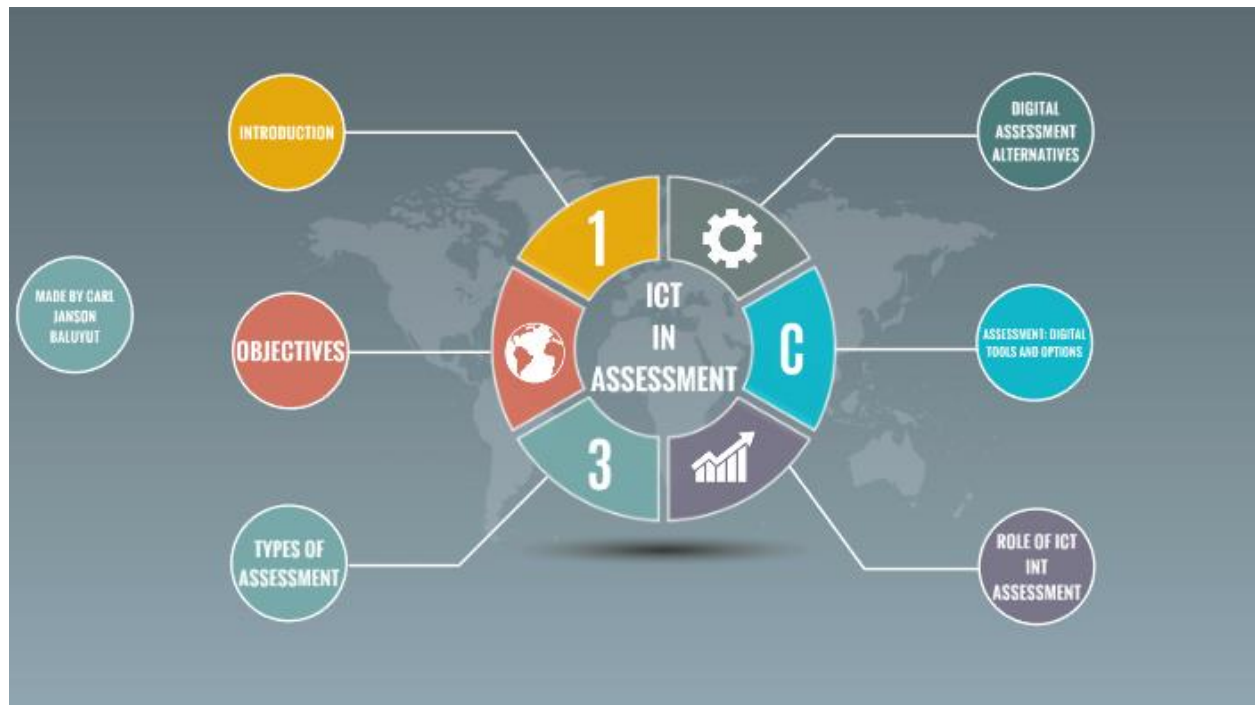 INTRODUCTION
DIGITAL
ASSESSMENT
ALTERNATIVES
1
ICT
IN
ASSESSMENT
MADE BY CARL
JANSON
BALUYUT
OBJECTIVES
C
ASSESSMENT: DIGITAL
TOOLS AND OPTIONS
3
TYPES OF
ASSESSMENT
ROLE OF ICT
INT
ASSESSMENT